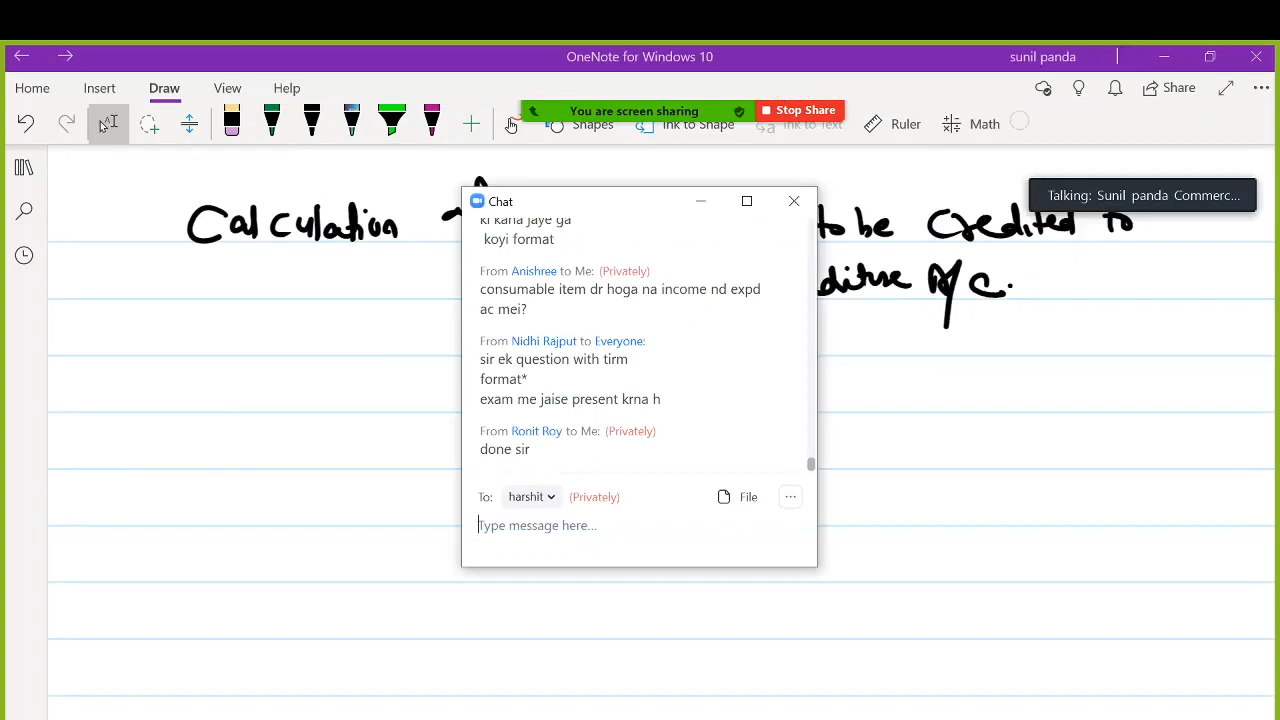 OneNote for Windows 10
sunil panda
Home Insert Draw View Help
Share
You are screen sharing
Stop Share
Shapes Ink to Shape Ink to Text Ruler Math
Talking: Sunil panda Commerc...
Calculation to be Credited to
A/c.
Chat
ki kaha jaye ga
koyi format
From Anishree to Me: (Privately)
consumable item dr hoga na income nd expd
ac mei?
From Nidhi Rajput to Everyone:
sir ek question with tirm
format*
exam me jaise present krna h
From Ronit Roy to Me: (Privately)
done sir
To: harshit (Privately) File
Type message here...